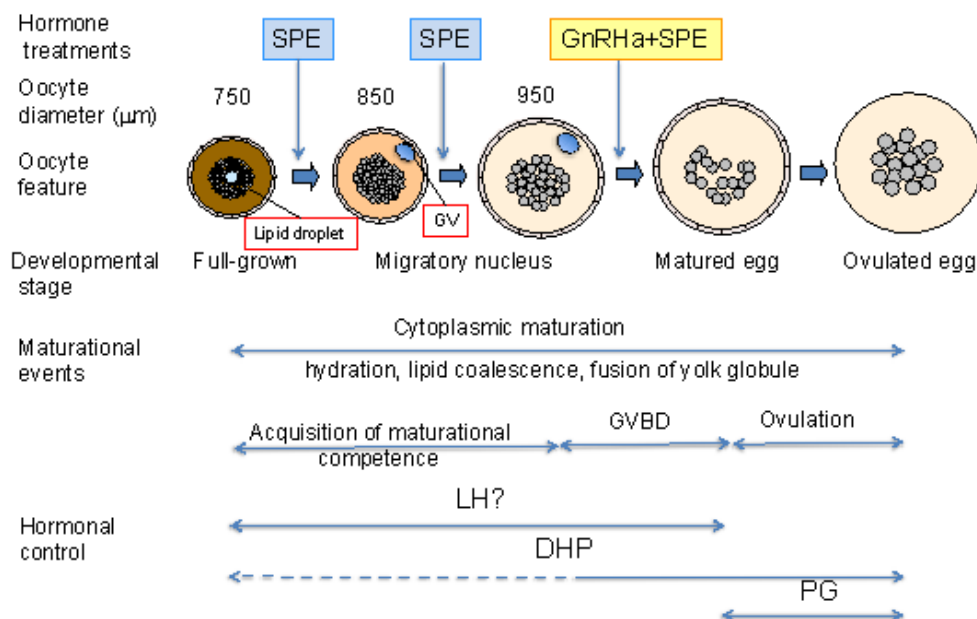 Hormone
treatments
SPE
SPE
GnRHa+SPE
Oocyte
diameter (μm)
750
850
950
Oocyte
feature
Lipid droplet
GV
Developmental
stage
Full-grown
Migratory nucleus
Matured egg
Ovulated egg
Maturational
events
Cytoplasmic maturation
hydration, lipid coalescence, fusion of yolk globule
Acquisition of maturational
competence
GVBD
Ovulation
Hormonal
control
LH?
DHP
PG